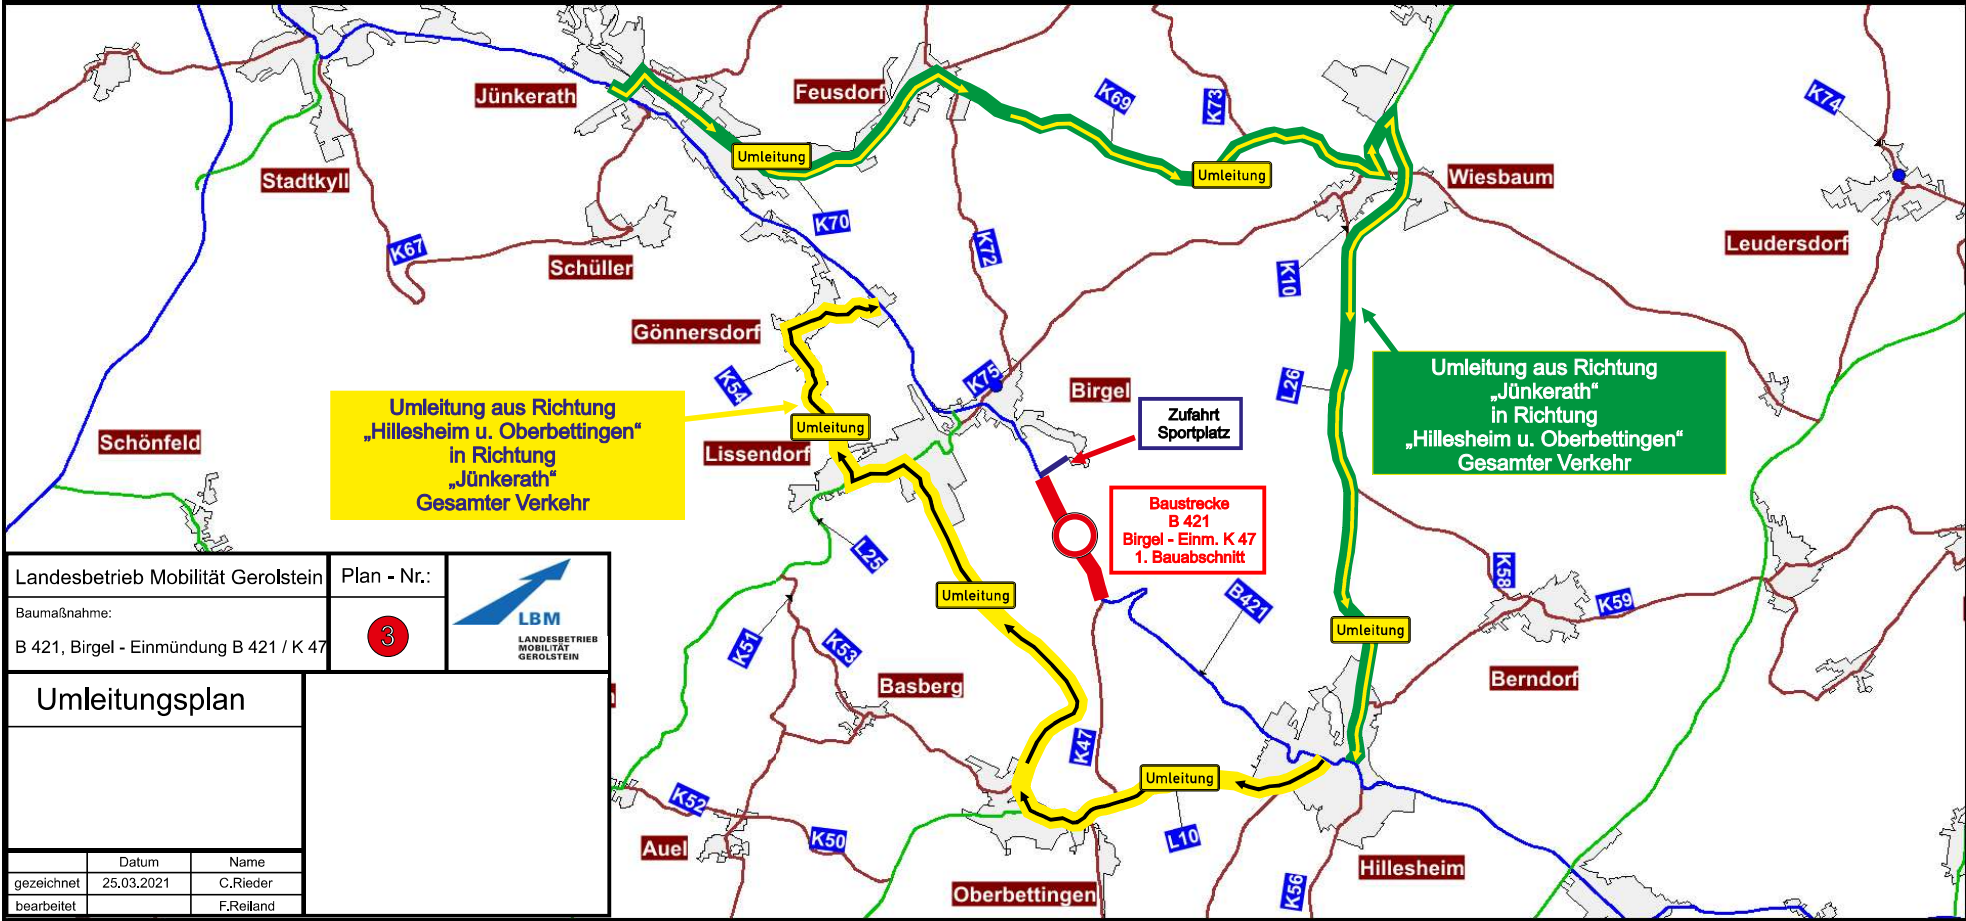 Jünkerath
Feusdorf
K69
K73
K74
Umleitung
Umleitung
Wiesbaum
Stadtkyll
K70
K67
K72
Leudersdorf
Schüller
K10
Gönnersdorf
K54
K75
Birgel
L26
Umleitung aus Richtung
„Jünkerath“
in Richtung
„Hillesheim u. Oberbettingen“
Gesamter Verkehr
Umleitung aus Richtung
„Hillesheim u. Oberbettingen“
in Richtung
„Jünkerath“
Gesamter Verkehr
Umleitung
Zufahrt
Sportplatz
Schönfeld
Lissendorf
Baustrecke
B 421
Birgel - Einm. K 47
1. Bauabschnitt
L25
Umleitung
B421
K58
K59
Umleitung
K51
K53
Basberg
Berndorf
K47
Umleitung
K52
K50
L10
Auel
Hillesheim
Oberbettingen
K56
Landesbetrieb Mobilität Gerolstein
Plan - Nr.:
Baumaßnahme:
B 421, Birgel - Einmündung B 421 / K 47
3
LBM
LANDESBETRIEB
MOBILITÄT
GEROLSTEIN
Umleitungsplan
Datum Name
gezeichnet 25.03.2021 C.Rieder
bearbeitet F.Reiland